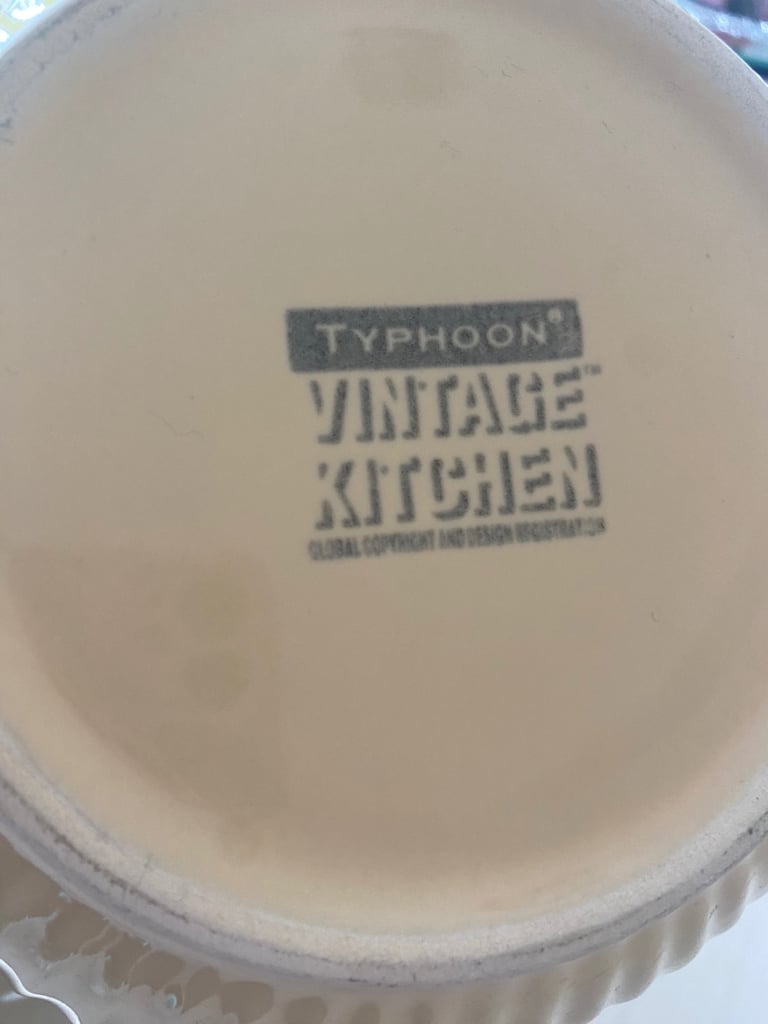 TYPHOON®
VINTAGE™
KITCHEN
GLOBAL COPYRIGHT AND DESIGN REGISTRATION